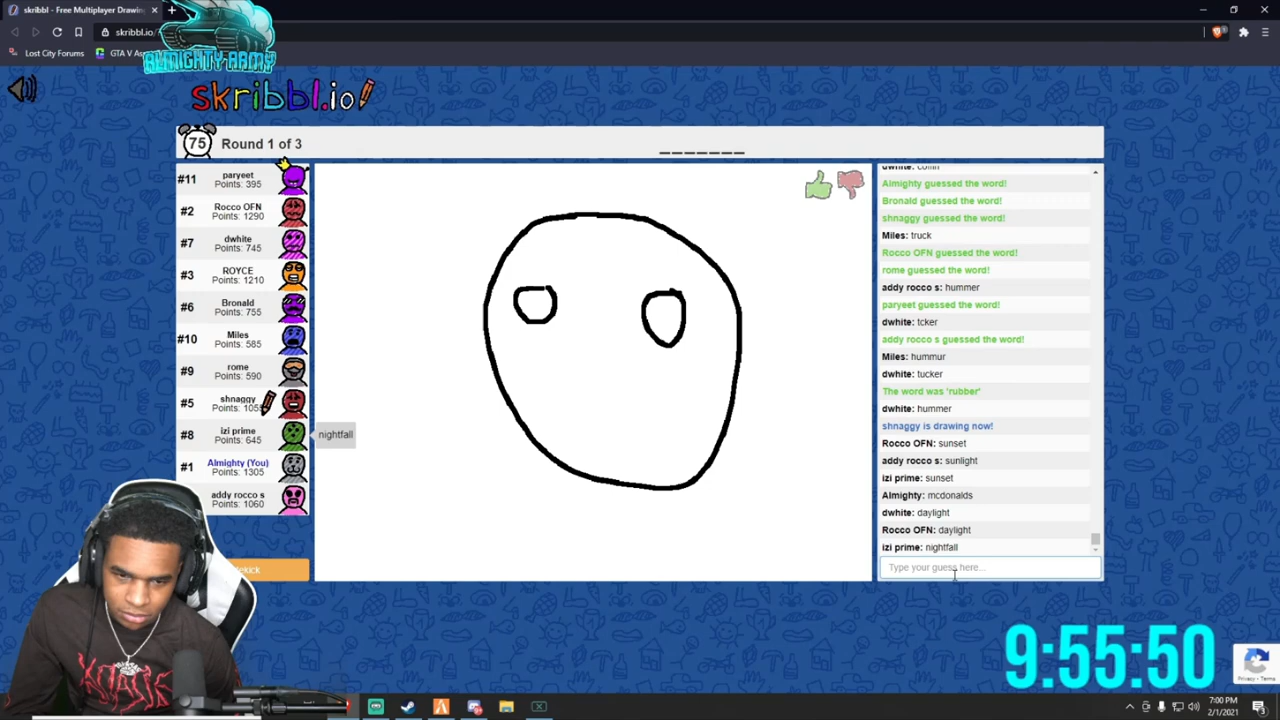 skribbl - Free Multiplayer Drawin
skribbl.io/
Lost City Forums
GTA V
ALMIGHTY ARMY
skribbl.io
75
Round 1 of 3
_______
#11
paryeet
Points: 395
#2
Rocco OFN
Points: 1290
#7
dwhite
Points: 745
#3
ROYCE
Points: 1210
#6
Bronald
Points: 755
#10
Miles
Points: 585
#9
rome
Points: 590
#5
shnaggy
Points: 1055
#8
izi prime
Points: 645
nightfall
#1
Almighty (You)
Points: 1305
addy rocco s
Points: 1060
Almighty guessed the word!
Bronald guessed the word!
shnaggy guessed the word!
Miles: truck
Rocco OFN guessed the word!
rome guessed the word!
addy rocco s: hummer
paryeet guessed the word!
dwhite: tcker
addy rocco s guessed the word!
Miles: hummur
dwhite: tucker
The word was 'rubber'
dwhite: hummer
shnaggy is drawing now!
Rocco OFN: sunset
addy rocco s: sunlight
izi prime: sunset
Almighty: mcdonalds
dwhite: daylight
Rocco OFN: daylight
izi prime: nightfall
Type your guess here...
9:55:50
Privacy - Terms
7:00 PM
2/1/2021